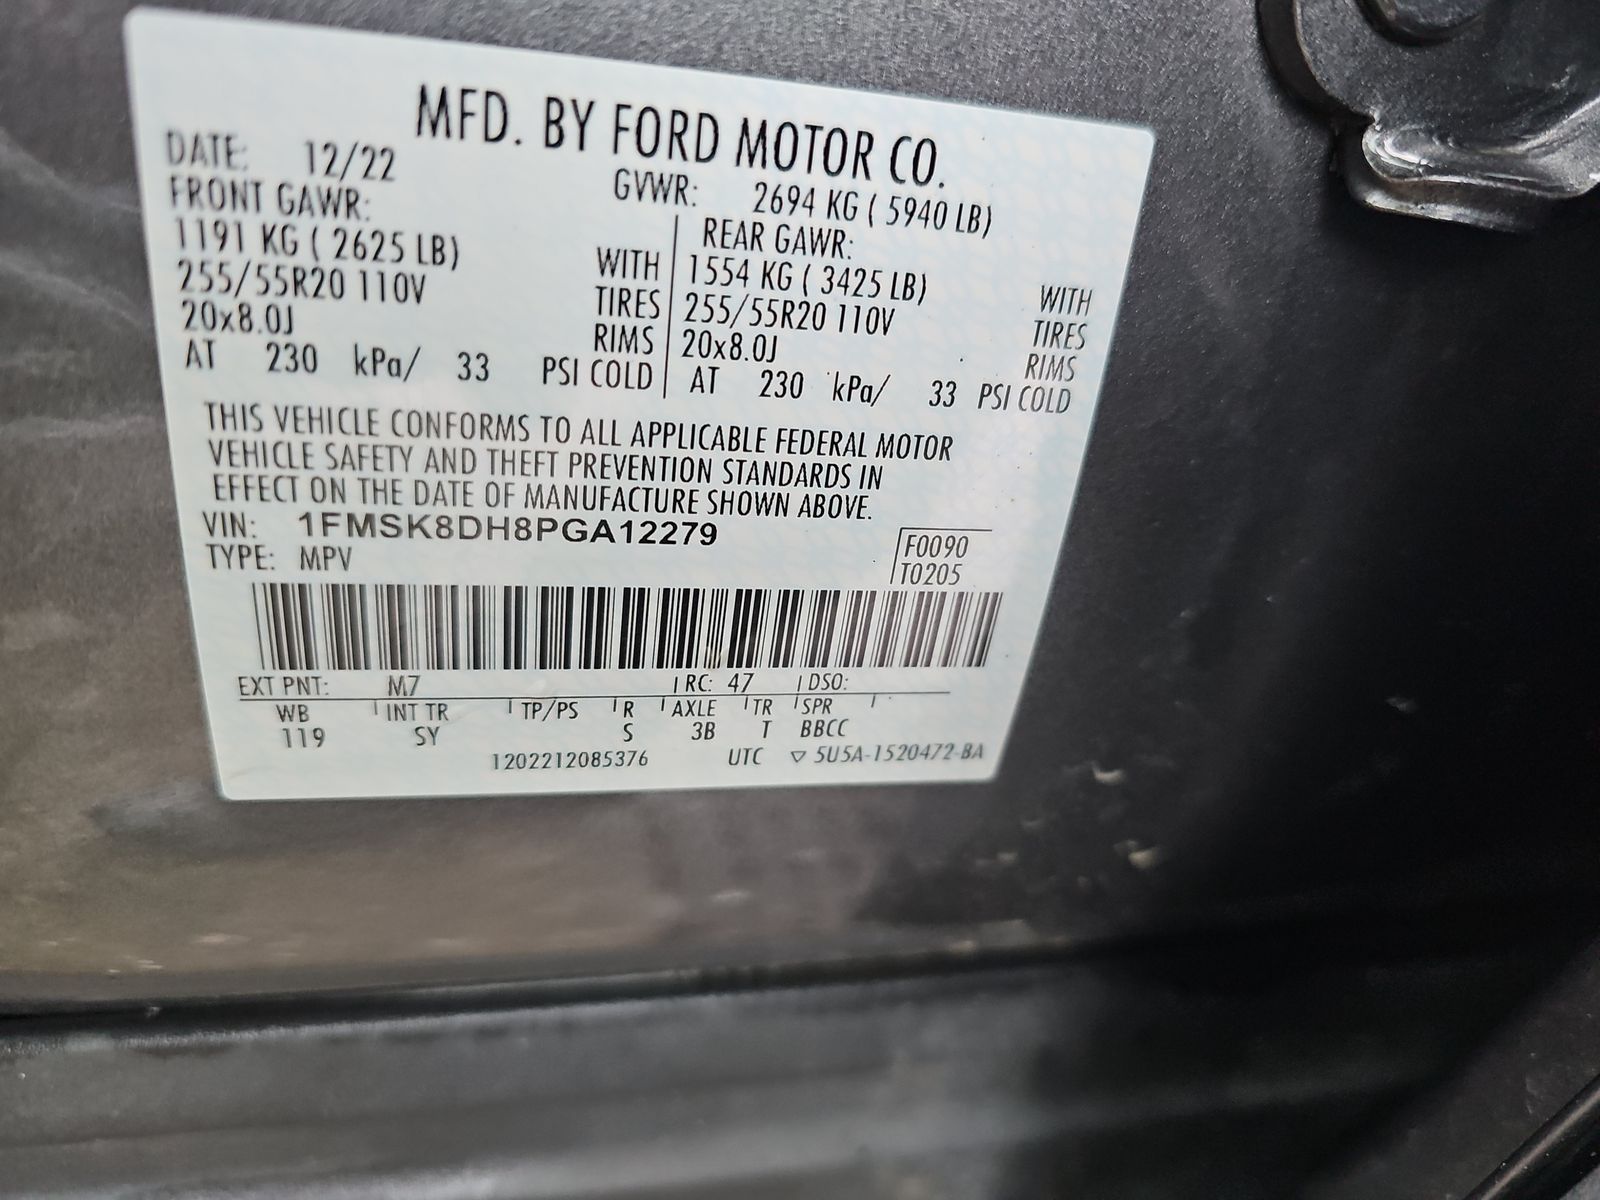 MFD. BY FORD MOTOR CO.
DATE: 12/22 GVWR: 2694 KG ( 5940 LB)
FRONT GAWR: REAR GAWR:
1191 KG ( 2625 LB) WITH 1554 KG ( 3425 LB) WITH
255/55R20 110V TIRES 255/55R20 110V TIRES
20x8.0J RIMS 20x8.0J RIMS
AT 230 kPa/ 33 PSI COLD AT 230 kPa/ 33 PSI COLD
THIS VEHICLE CONFORMS TO ALL APPLICABLE FEDERAL MOTOR
VEHICLE SAFETY AND THEFT PREVENTION STANDARDS IN
EFFECT ON THE DATE OF MANUFACTURE SHOWN ABOVE.
VIN: 1FMSK8DH8PGA12279
F0090
TYPE: MPV T0205
EXT PNT: M7 RC: 47 DSO:
WB INT TR TP/PS R AXLE TR SPR
119 SY S 3B T BBCC
1202212085376 UTC ▽ 5U5A-1520472-BA